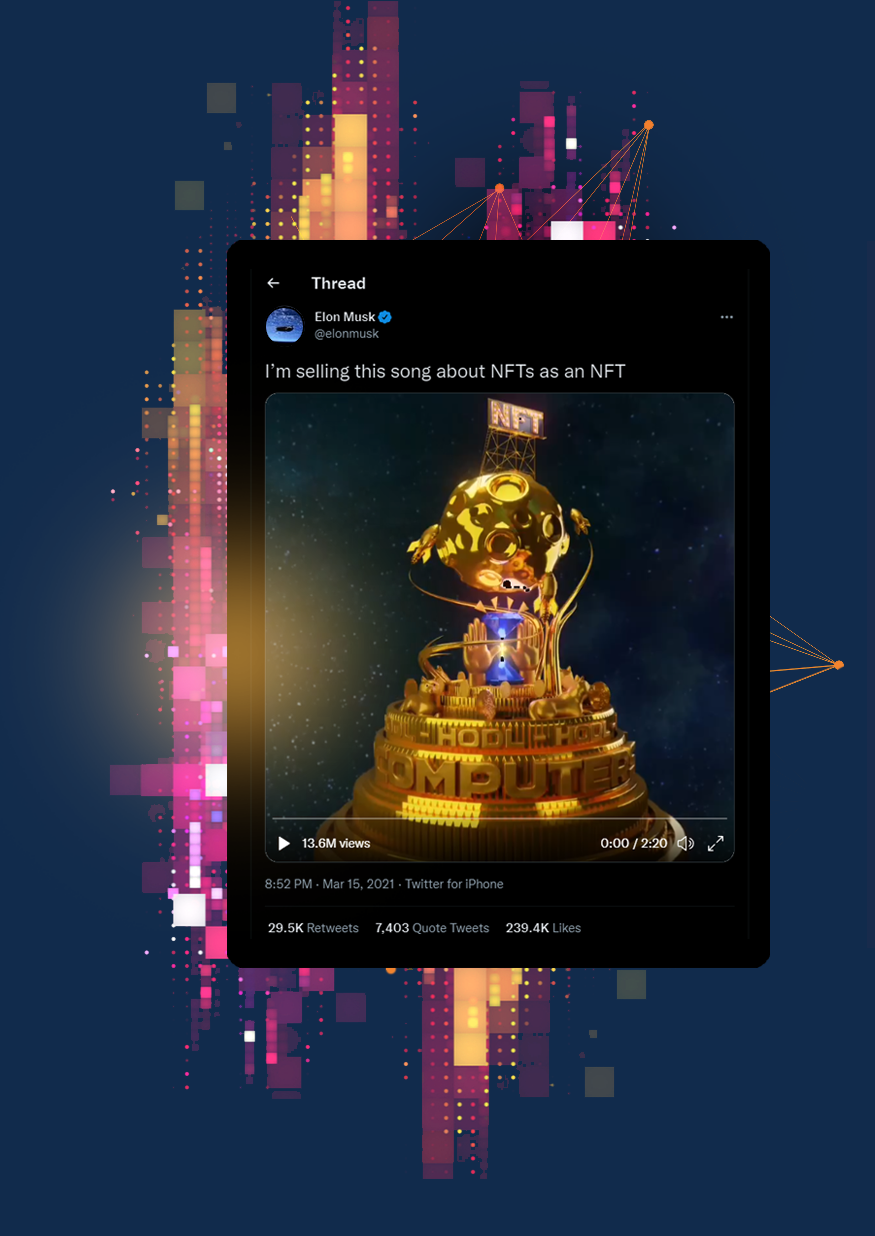 Thread
Elon Musk
@elonmusk
I'm selling this song about NFTs as an NFT
NFT
HODL - HODL
COMPUTER
13.6M views
0:00 / 2:20
8:52 PM · Mar 15, 2021 · Twitter for iPhone
29.5K Retweets 7,403 Quote Tweets 239.4K Likes